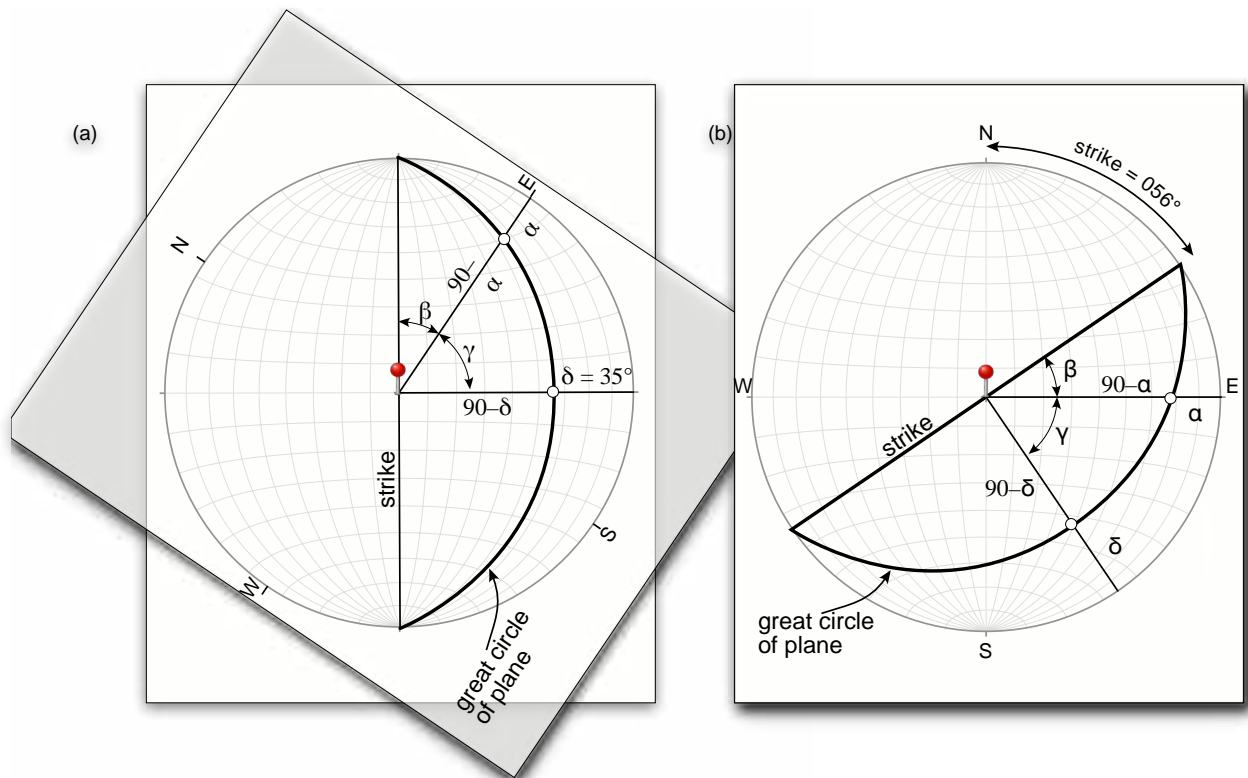 (a)
N
E
α
90–
α
β
γ
δ = 35°
90–δ
strike
S
W
great circle
of plane
(b)
N
strike = 056°
W
E
β
90–α
α
γ
strike
90–δ
δ
great circle
of plane
S